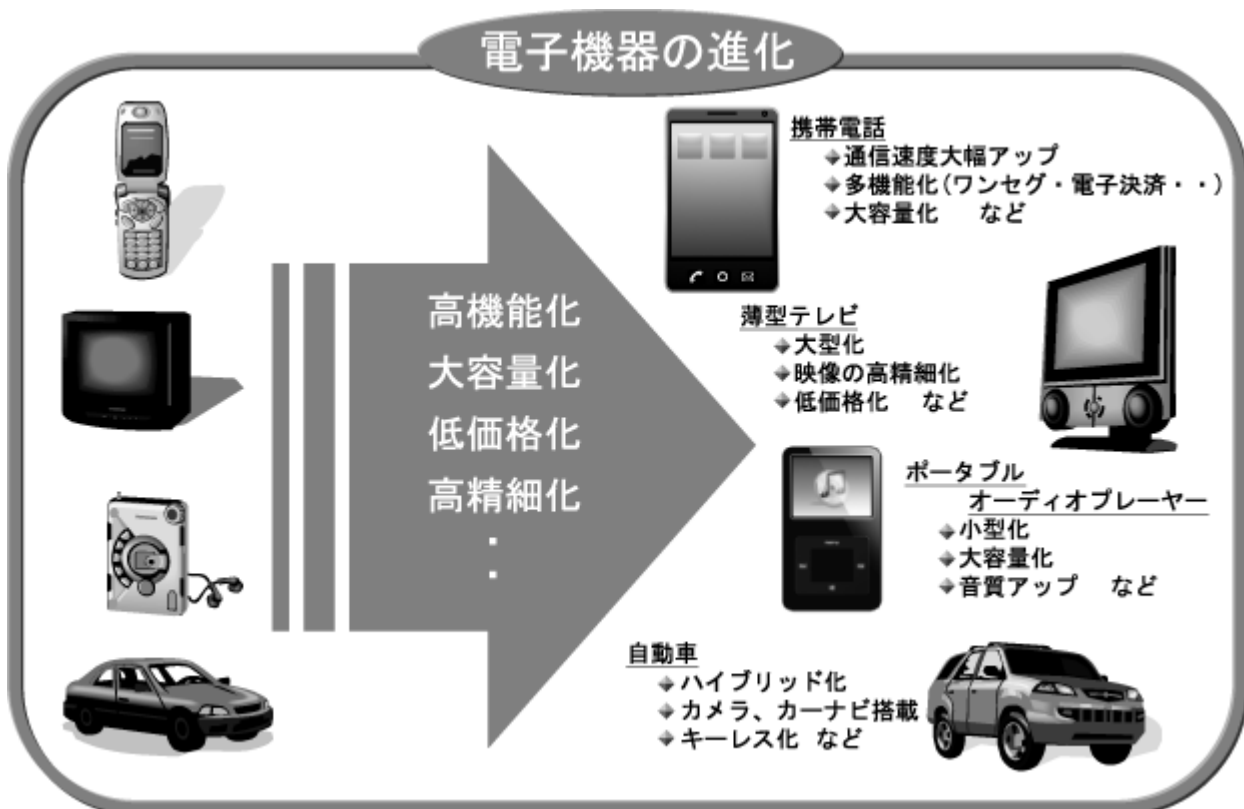 電子機器の進化
高機能化
大容量化
低価格化
高精細化
・
・
携帯電話
◆通信速度大幅アップ
◆多機能化(ワンセグ・電子決済・・)
◆大容量化 など
薄型テレビ
◆大型化
◆映像の高精細化
◆低価格化 など
ポータブル
オーディオプレーヤー
◆小型化
◆大容量化
◆音質アップ など
自動車
◆ハイブリッド化
◆カメラ、カーナビ搭載
◆キーレス化 など